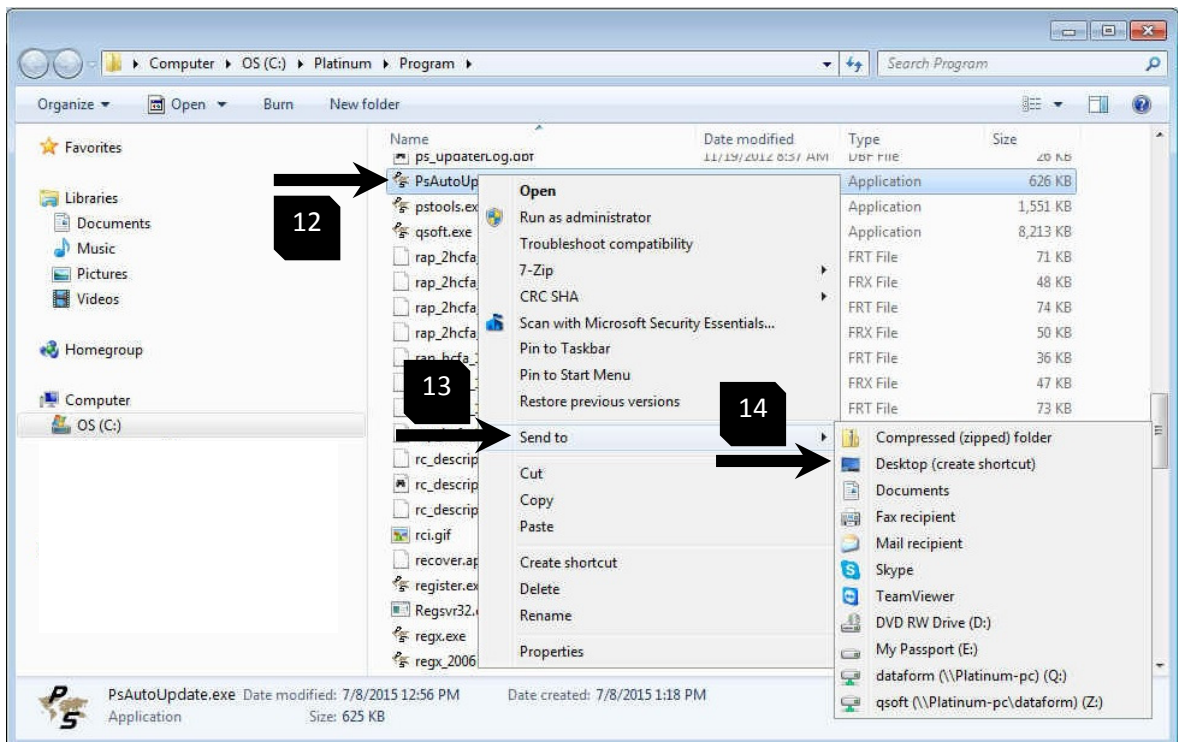 Computer ▸ OS (C:) ▸ Platinum ▸ Program ▸
Search Program
Organize Open Burn New folder
Favorites
Libraries
Documents
Music
Pictures
Videos
Homegroup
Computer
OS (C:)
Name Date modified Type Size
ps_updaterLog.dbf 11/19/2012 8:37 AM DBF File 26 KB
PsAutoUp Application 626 KB
pstools.ex Application 1,551 KB
qsoft.exe Application 8,213 KB
rap_2hcfa FRT File 71 KB
rap_2hcfa FRX File 48 KB
rap_2hcfa FRT File 74 KB
rap_2hcfa FRX File 50 KB
rap_hcfa_ FRT File 36 KB
FRX File 47 KB
FRT File 73 KB
rc_descrip
rc_descrip
rc_descrip
rci.gif
recover.ap
register.ex
Regsvr32.
regx.exe
regx_2006
12
13
14
Open
Run as administrator
Troubleshoot compatibility
7-Zip
CRC SHA
Scan with Microsoft Security Essentials...
Pin to Taskbar
Pin to Start Menu
Restore previous versions
Send to
Cut
Copy
Paste
Create shortcut
Delete
Rename
Properties
Compressed (zipped) folder
Desktop (create shortcut)
Documents
Fax recipient
Mail recipient
Skype
TeamViewer
DVD RW Drive (D:)
My Passport (E:)
dataform (\\Platinum-pc) (Q:)
qsoft (\\Platinum-pc\dataform) (Z:)
PS
PsAutoUpdate.exe Date modified: 7/8/2015 12:56 PM Date created: 7/8/2015 1:18 PM
Application Size: 625 KB